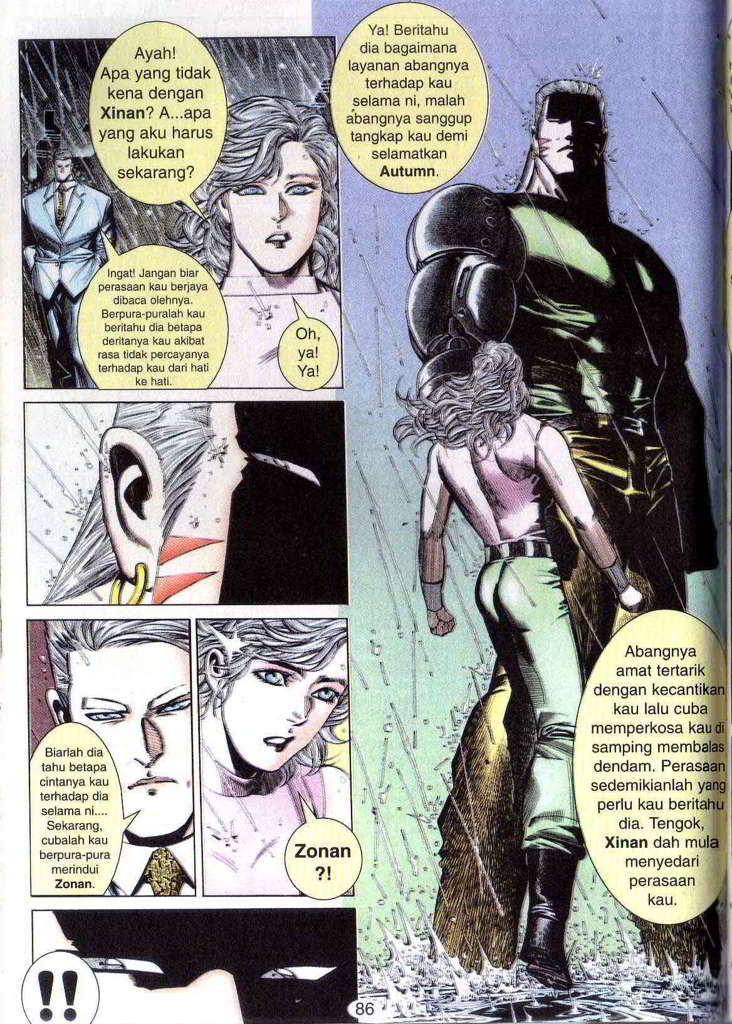 Ayah!
Apa yang tidak
kena dengan
Xinan? A...apa
yang aku harus
lakukan
sekarang?
Ingat! Jangan biar
perasaan kau berjaya
dibaca olehnya.
Berpura-puralah kau
beritahu dia betapa
deritanya kau akibat
rasa tidak percayanya
terhadap kau dari hati
ke hati.
Oh,
ya!
Ya!
Ya! Beritahu
dia bagaimana
layanan abangnya
terhadap kau
selama ni, malah
abangnya sanggup
tangkap kau demi
selamatkan
Autumn.
Abangnya
amat tertarik
dengan kecantikan
kau lalu cuba
memperkosa kau di
samping membalas
dendam. Perasaan
sedemikianlah yang
perlu kau beritahu
dia. Tengok,
Xinan dah mula
menyedari
perasaan
kau.
Biarlah dia
tahu betapa
cintanya kau
terhadap dia
selama ni....
Sekarang,
cubalah kau
berpura-pura
merindui
Zonan.
Zonan
?!
!!
86